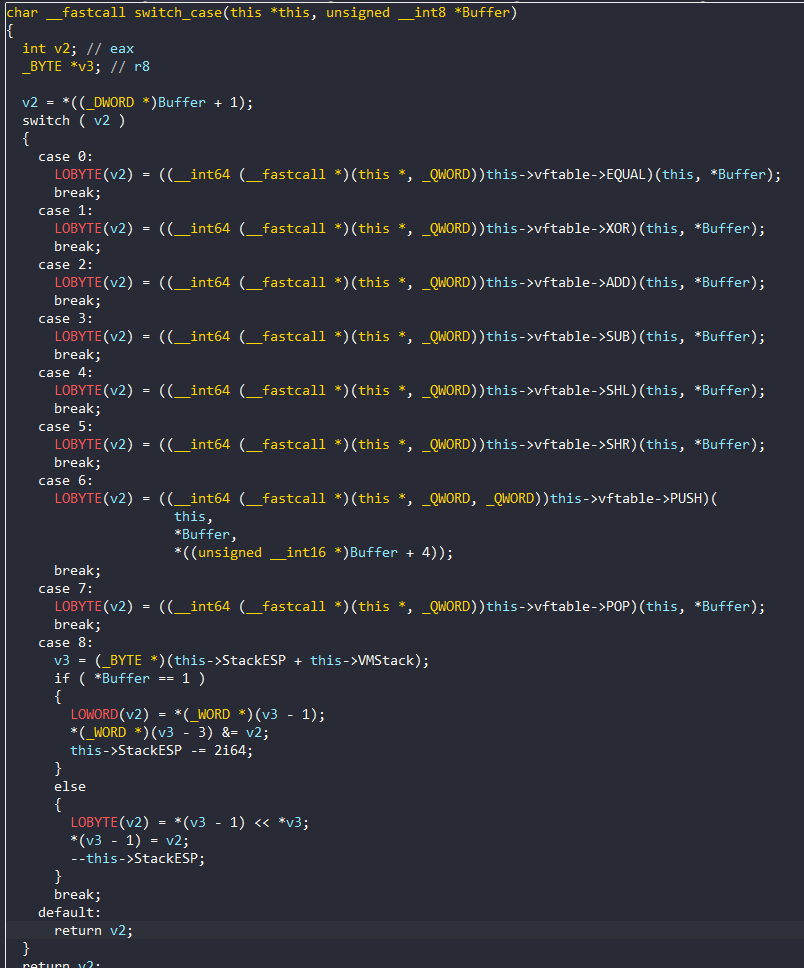 char __fastcall switch_case(this *this, unsigned __int8 *Buffer)
{
  int v2; // eax
  _BYTE *v3; // r8

  v2 = *((_DWORD *)Buffer + 1);
  switch ( v2 )
  {
    case 0:
      LOBYTE(v2) = ((__int64 (__fastcall *)(this *, _QWORD))this->vftable->EQUAL)(this, *Buffer);
      break;
    case 1:
      LOBYTE(v2) = ((__int64 (__fastcall *)(this *, _QWORD))this->vftable->XOR)(this, *Buffer);
      break;
    case 2:
      LOBYTE(v2) = ((__int64 (__fastcall *)(this *, _QWORD))this->vftable->ADD)(this, *Buffer);
      break;
    case 3:
      LOBYTE(v2) = ((__int64 (__fastcall *)(this *, _QWORD))this->vftable->SUB)(this, *Buffer);
      break;
    case 4:
      LOBYTE(v2) = ((__int64 (__fastcall *)(this *, _QWORD))this->vftable->SHL)(this, *Buffer);
      break;
    case 5:
      LOBYTE(v2) = ((__int64 (__fastcall *)(this *, _QWORD))this->vftable->SHR)(this, *Buffer);
      break;
    case 6:
      LOBYTE(v2) = ((__int64 (__fastcall *)(this *, _QWORD, _QWORD))this->vftable->PUSH)(
                     this,
                     *Buffer,
                     *((unsigned __int16 *)Buffer + 4));
      break;
    case 7:
      LOBYTE(v2) = ((__int64 (__fastcall *)(this *, _QWORD))this->vftable->POP)(this, *Buffer);
      break;
    case 8:
      v3 = (_BYTE *)(this->StackESP + this->VMStack);
      if ( *Buffer == 1 )
      {
        LOWORD(v2) = *(_WORD *)(v3 - 1);
        *(_WORD *)(v3 - 3) &= v2;
        this->StackESP -= 2i64;
      }
      else
      {
        LOBYTE(v2) = *(v3 - 1) << *v3;
        *(v3 - 1) = v2;
        --this->StackESP;
      }
      break;
    default:
      return v2;
  }
  return v2;